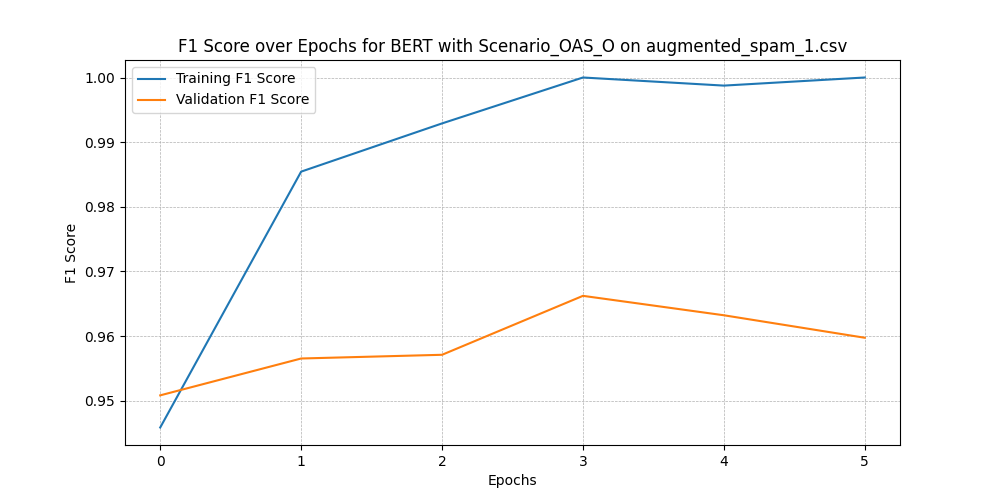 F1 Score over Epochs for BERT with Scenario_OAS_O on augmented_spam_1.csv
Training F1 Score
Validation F1 Score
1.00
0.99
0.98
0.97
0.96
0.95
F1 Score
0 1 2 3 4 5
Epochs